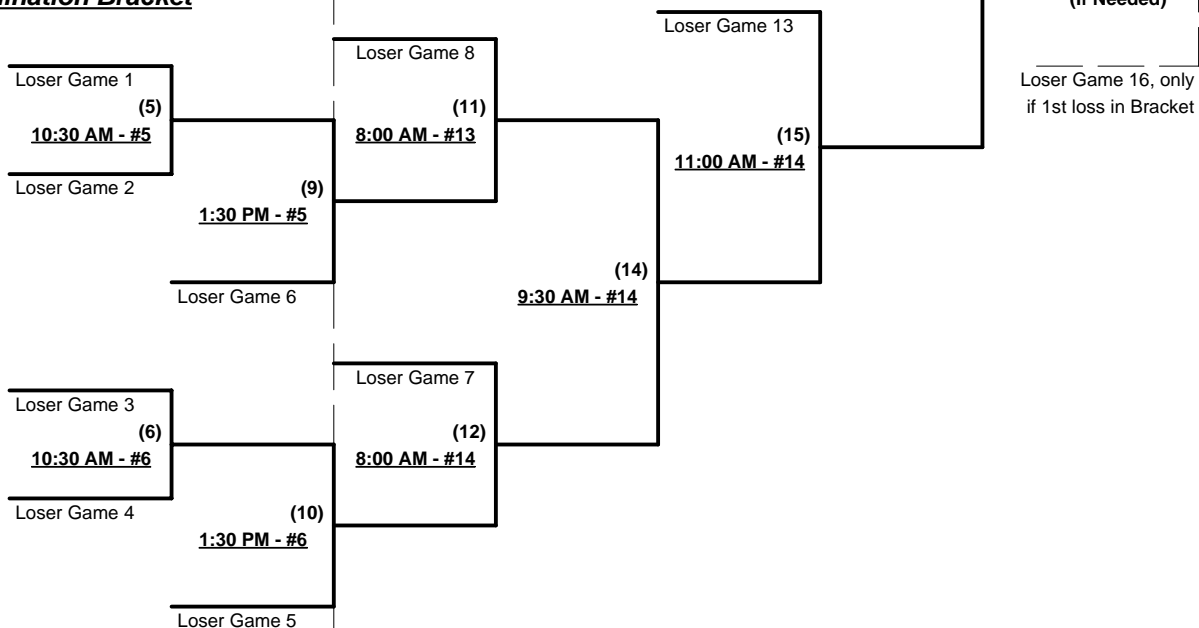 (If Needed)
Loser Game 13
Loser Game 8
Loser Game 1
Loser Game 16, only
if 1st loss in Bracket
(5)
10:30 AM - #5
(11)
8:00 AM - #13
(15)
11:00 AM - #14
Loser Game 2
(9)
1:30 PM - #5
(14)
9:30 AM - #14
Loser Game 6
Loser Game 7
Loser Game 3
(6)
10:30 AM - #6
(12)
8:00 AM - #14
Loser Game 4
(10)
1:30 PM - #6
Loser Game 5